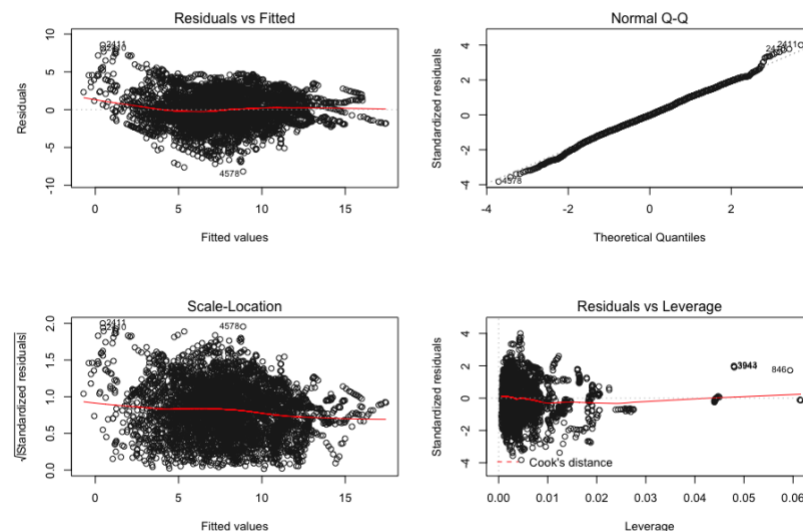 Residuals vs Fitted
Residuals
10
5
0
-5
-10
2411
4578
0 5 10 15
Fitted values
Normal Q-Q
Standardized residuals
4
2
0
-2
-4
2411
4578
-4 -2 0 2
Theoretical Quantiles
Scale-Location
√|Standardized residuals|
2.0
1.5
1.0
0.5
0.0
2411
4578
0 5 10 15
Fitted values
Residuals vs Leverage
Standardized residuals
4
2
0
-2
-4
846
Cook's distance
0.00 0.01 0.02 0.03 0.04 0.05 0.06
Leverage